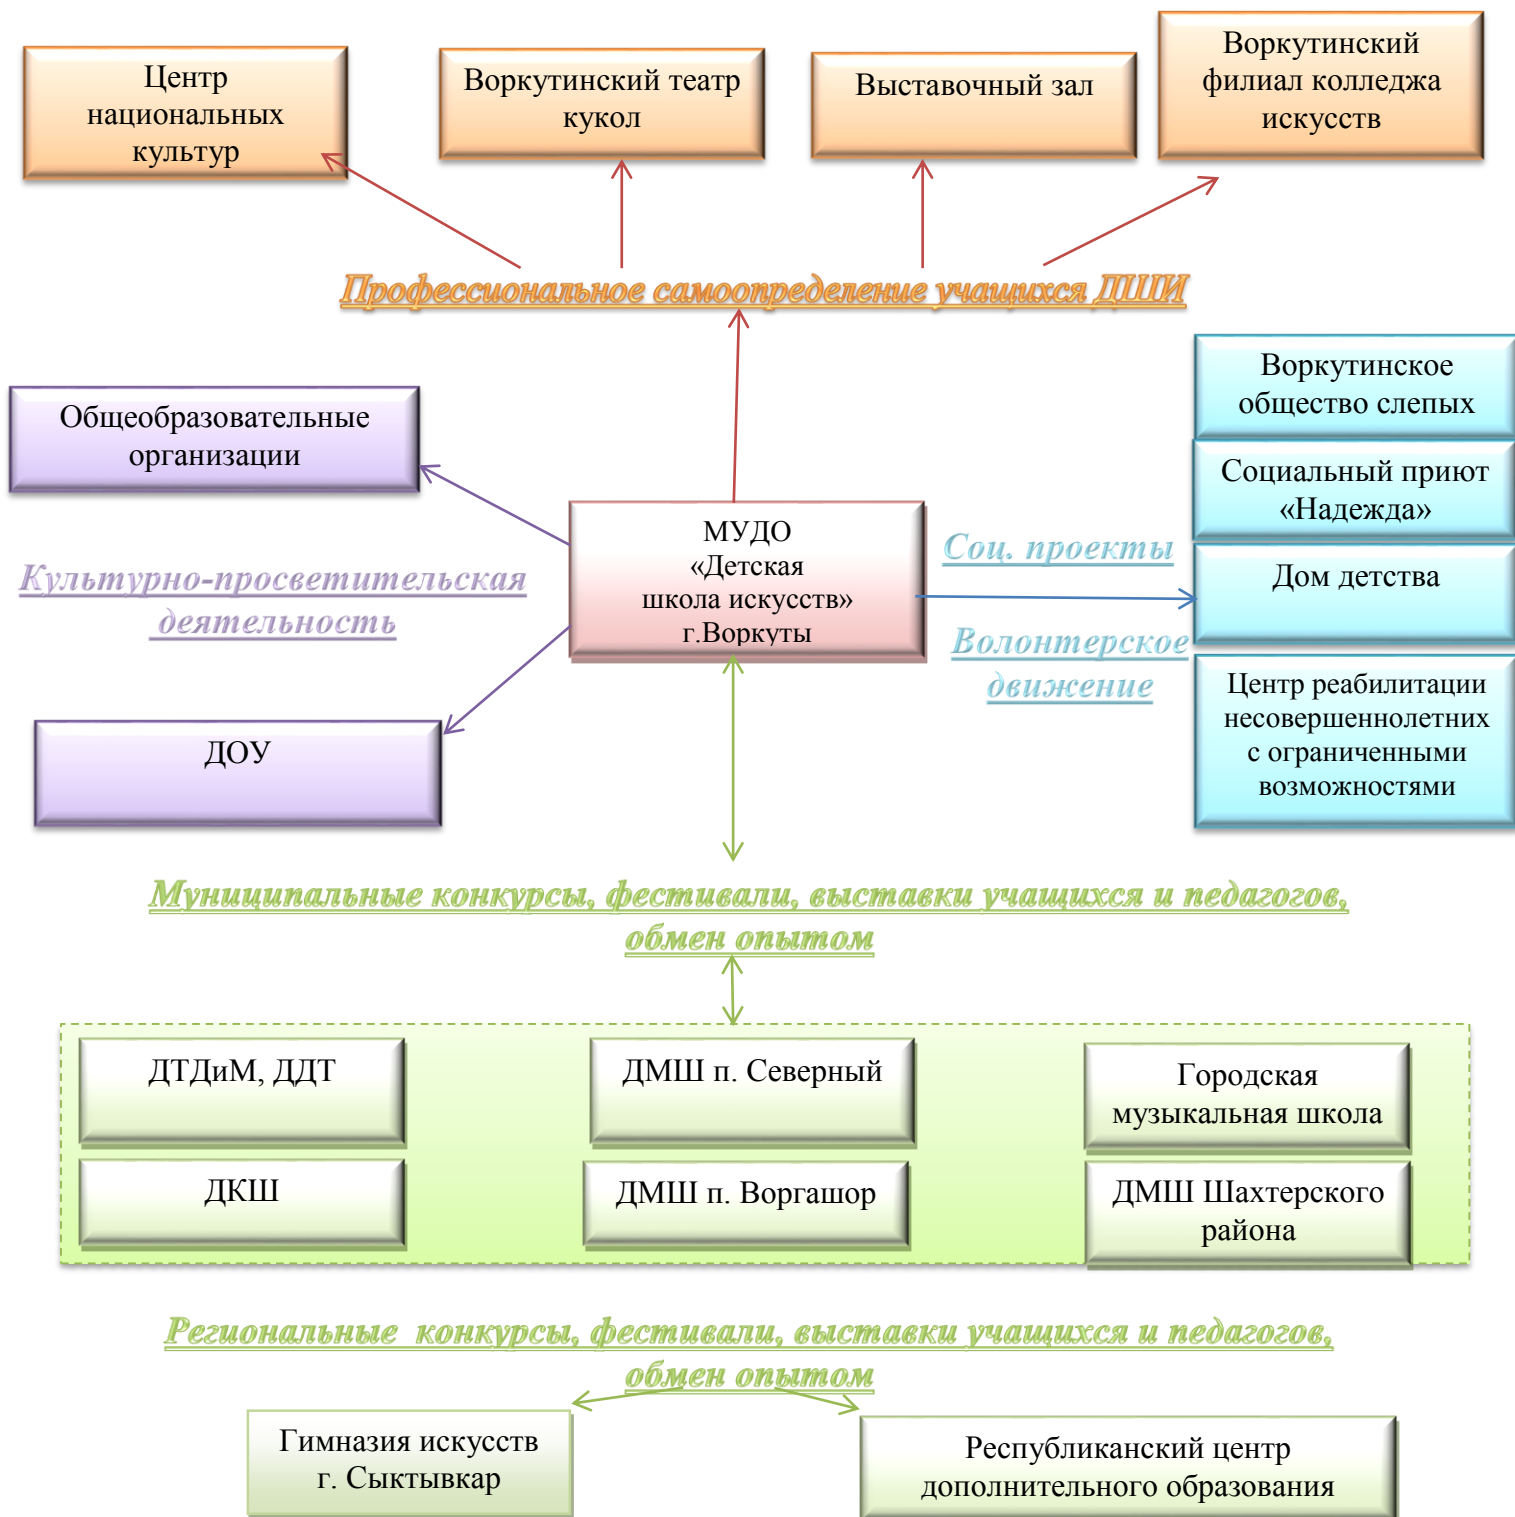 Центр
национальных
культур
Воркутинский театр
кукол
Выставочный зал
Воркутинский
филиал колледжа
искусств
Профессиональное самоопределение учащихся ДШИ
Общеобразовательные
организации
Культурно-просветительская
деятельность
ДОУ
МУДО
«Детская
школа искусств»
г.Воркуты
Соц. проекты
Волонтерское
движение
Воркутинское
общество слепых
Социальный приют
«Надежда»
Дом детства
Центр реабилитации
несовершеннолетних
с ограниченными
возможностями
Муниципальные конкурсы, фестивали, выставки учащихся и педагогов,
обмен опытом
ДТДиМ, ДДТ
ДМШ п. Северный
Городская
музыкальная школа
ДКШ
ДМШ п. Воргашор
ДМШ Шахтерского
района
Региональные конкурсы, фестивали, выставки учащихся и педагогов,
обмен опытом
Гимназия искусств
г. Сыктывкар
Республиканский центр
дополнительного образования